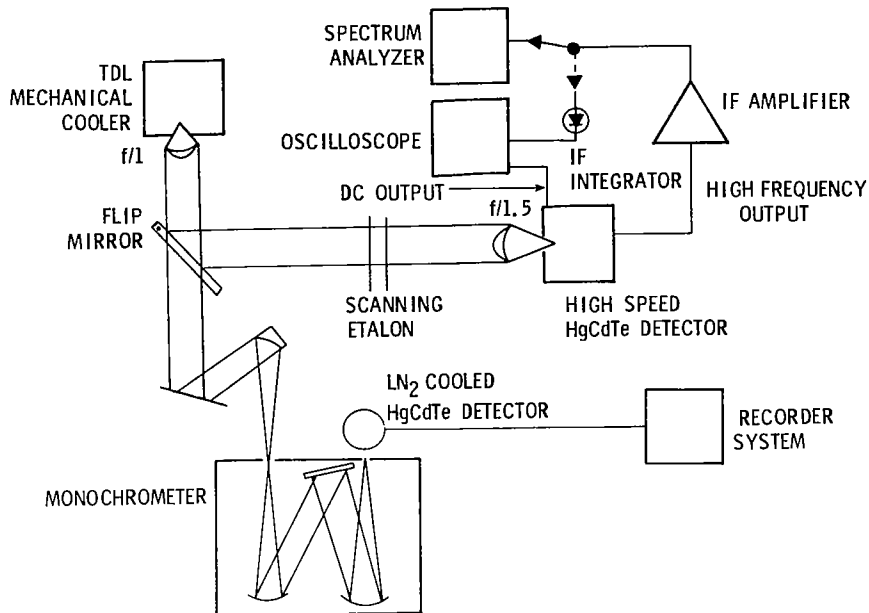 SPECTRUM
ANALYZER
TDL
MECHANICAL
COOLER
IF AMPLIFIER
f/1
OSCILLOSCOPE
IF
INTEGRATOR
DC OUTPUT
HIGH FREQUENCY
OUTPUT
FLIP
MIRROR
f/1.5
SCANNING
ETALON
HIGH SPEED
HgCdTe DETECTOR
LN2 COOLED
HgCdTe DETECTOR
RECORDER
SYSTEM
MONOCHROMETER